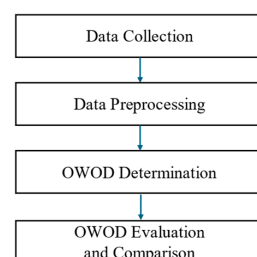 Data Collection
Data Preprocessing
OWOD Determination
OWOD Evaluation
and Comparison